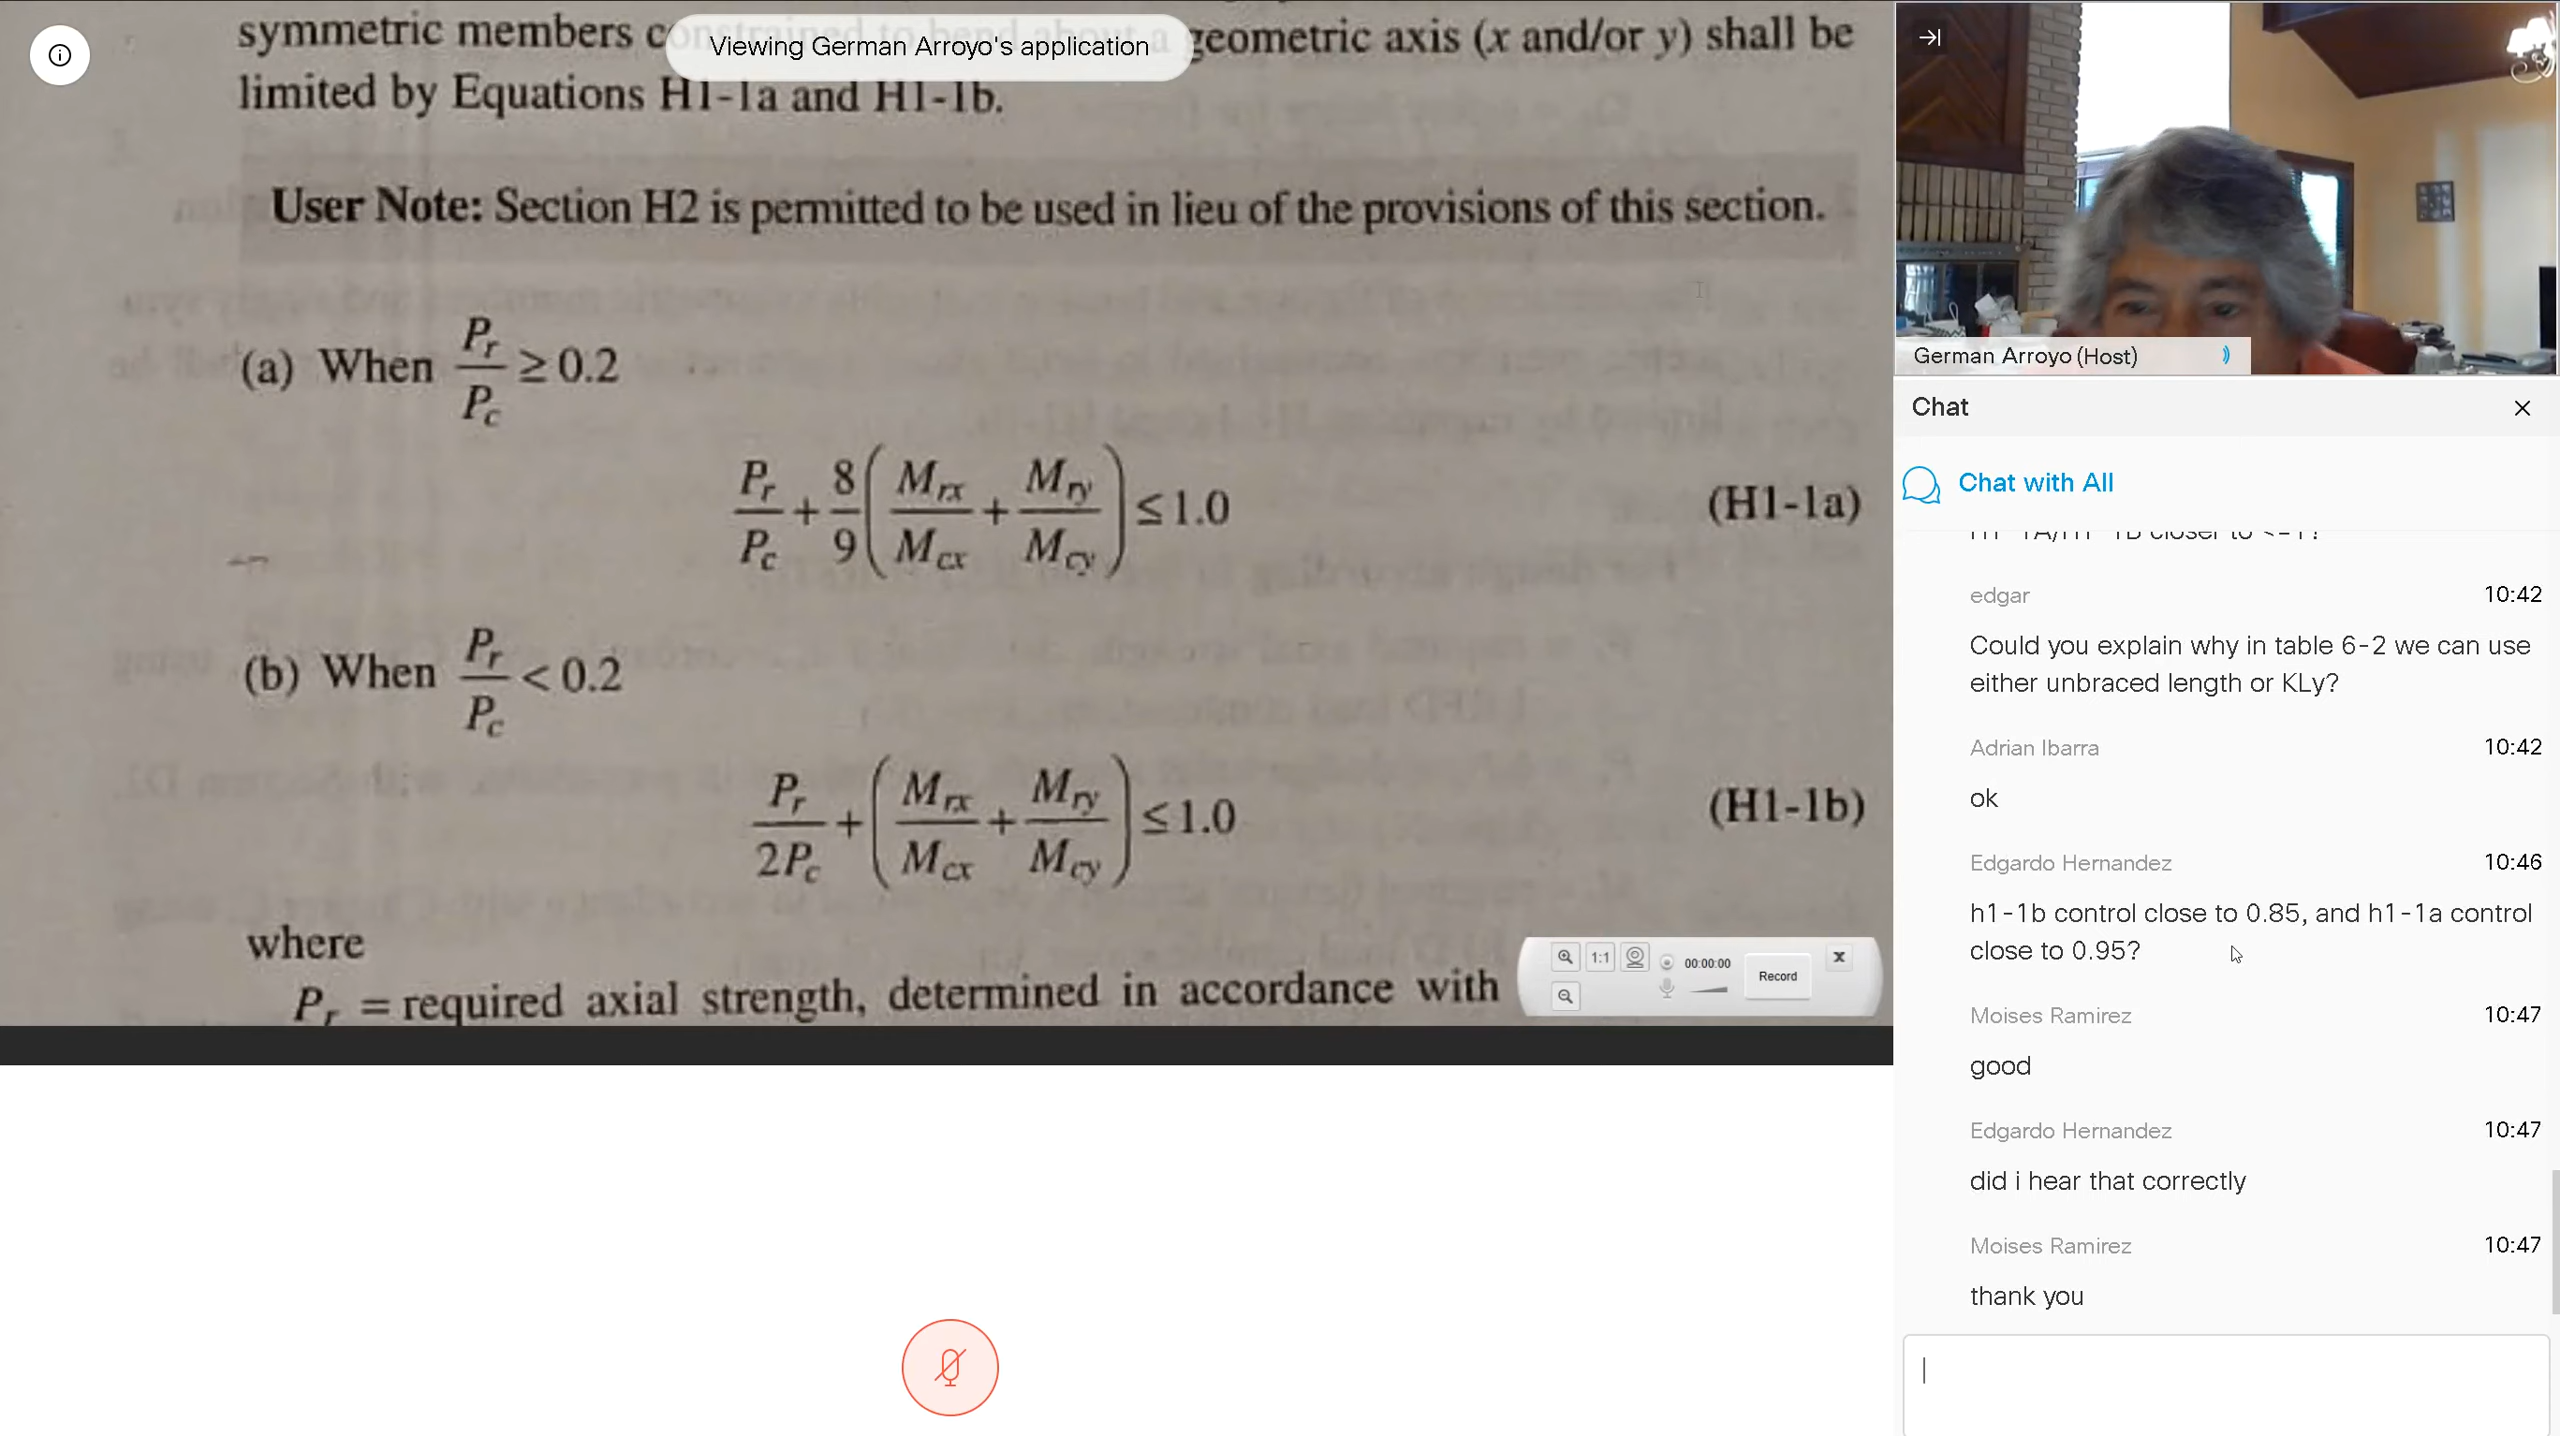 symmetric members constrained to bend about a geometric axis (x and/or y) shall be
Viewing German Arroyo's application
limited by Equations H1-1a and H1-1b.
User Note: Section H2 is permitted to be used in lieu of the provisions of this section.
(a) When Pr/Pc ≥ 0.2
Pr/Pc + 8/9 (Mrx/Mcx + Mry/Mcy) ≤ 1.0 (H1-1a)
(b) When Pr/Pc < 0.2
Pr/2Pc + (Mrx/Mcx + Mry/Mcy) ≤ 1.0 (H1-1b)
where
Pr = required axial strength, determined in accordance with
1:1
00:00:00
Record
German Arroyo (Host)
Chat
Chat with All
edgar 10:42
Could you explain why in table 6-2 we can use
either unbraced length or KLy?
Adrian Ibarra 10:42
ok
Edgardo Hernandez 10:46
h1-1b control close to 0.85, and h1-1a control
close to 0.95?
Moises Ramirez 10:47
good
Edgardo Hernandez 10:47
did i hear that correctly
Moises Ramirez 10:47
thank you